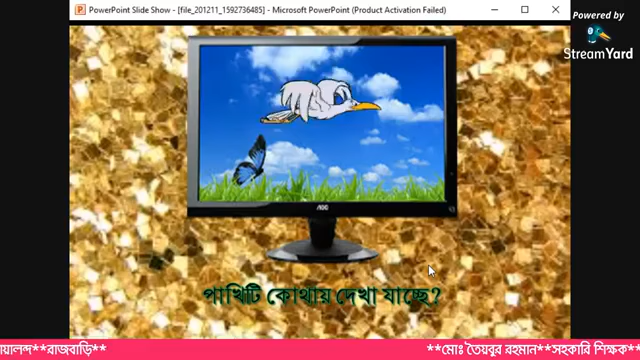 PowerPoint Slide Show - [file_201211_1592736485] - Microsoft PowerPoint (Product Activation Failed)
Powered by
StreamYard
AOC
পাখিটি কোথায় দেখা যাচ্ছে?
য়ালন্দ**রাজবাড়ি** **মোঃ তৈয়বুর রহমান**সহকারি শিক্ষক**